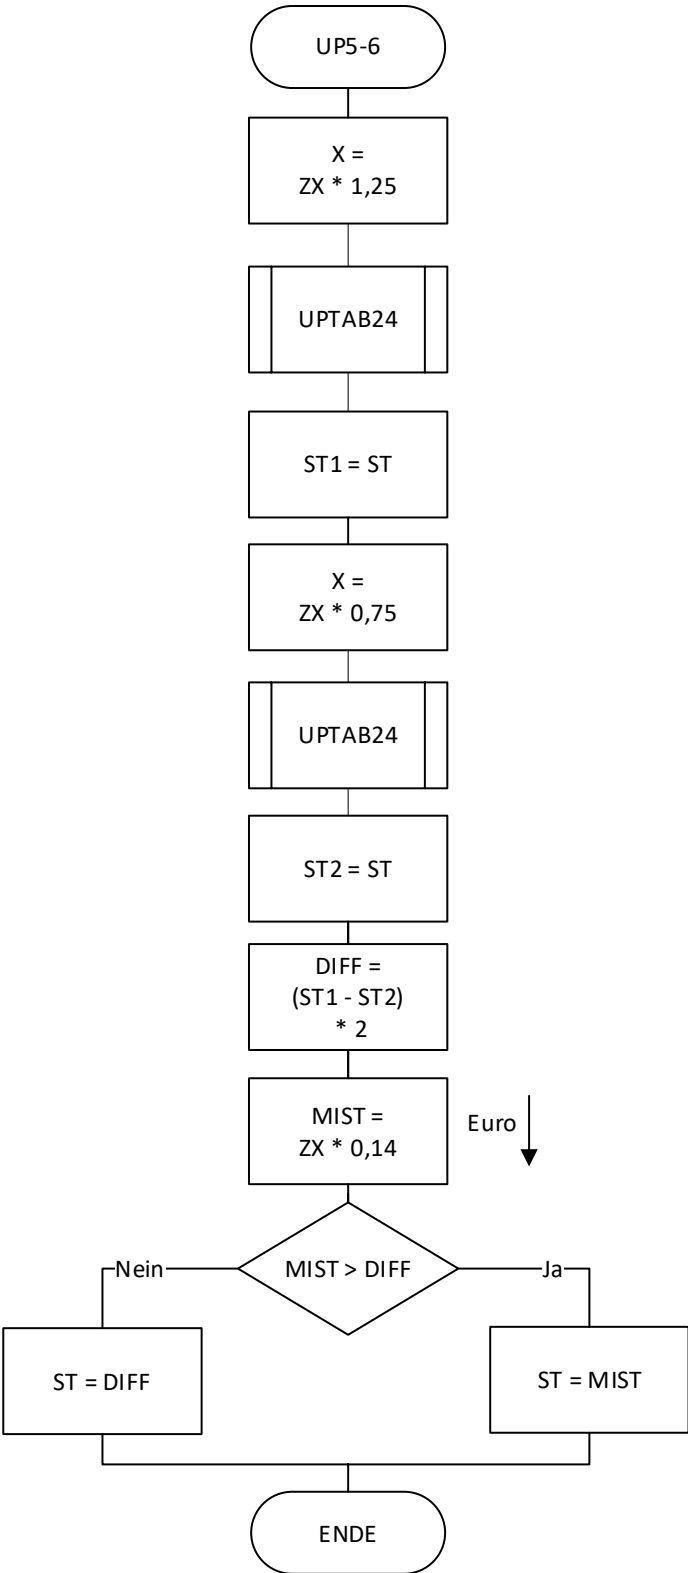 UP5-6
X =
ZX * 1,25
UPTAB24
ST1 = ST
X =
ZX * 0,75
UPTAB24
ST2 = ST
DIFF =
(ST1 - ST2)
* 2
MIST =
ZX * 0,14
Euro
Nein
MIST > DIFF
Ja
ST = DIFF
ST = MIST
ENDE